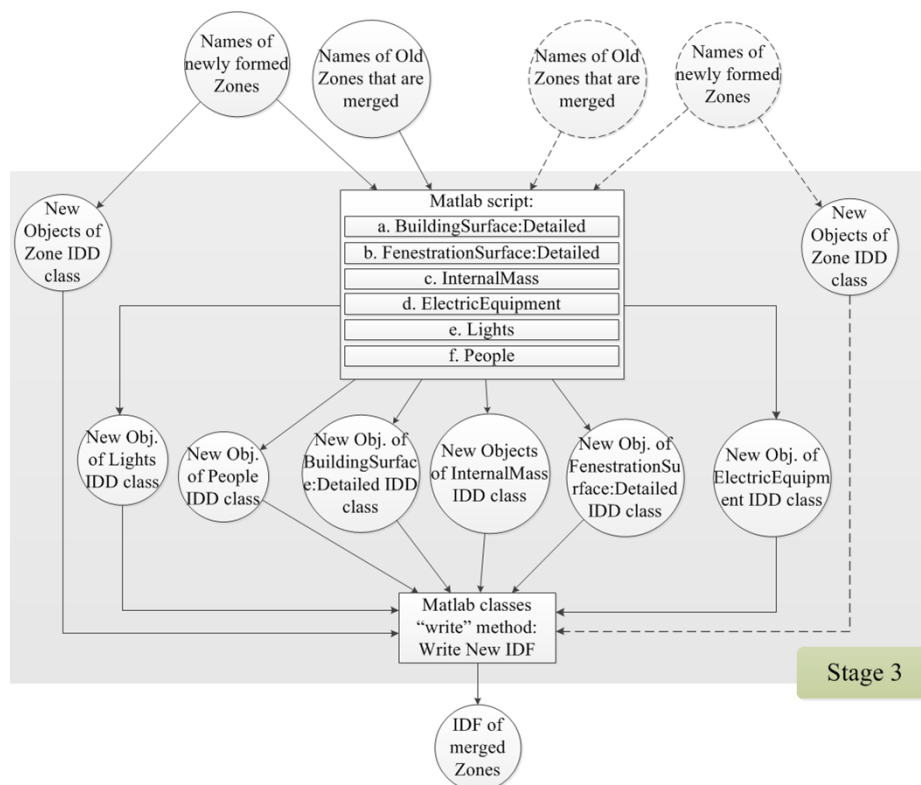 Names of
newly formed
Zones
Names of Old
Zones that are
merged
Names of Old
Zones that are
merged
Names of
newly formed
Zones
New
Objects of
Zone IDD
class
Matlab script:
a. BuildingSurface:Detailed
b. FenestrationSurface:Detailed
c. InternalMass
d. ElectricEquipment
e. Lights
f. People
New
Objects of
Zone IDD
class
New Obj.
of Lights
IDD class
New Obj.
of People
IDD class
New Obj. of
BuildingSurfac
e:Detailed IDD
class
New Objects
of InternalMass
IDD class
New Obj. of
FenestrationSu
rface:Detailed
IDD class
New Obj. of
ElectricEquipm
ent IDD class
Matlab classes
“write” method:
Write New IDF
Stage 3
IDF of
merged
Zones